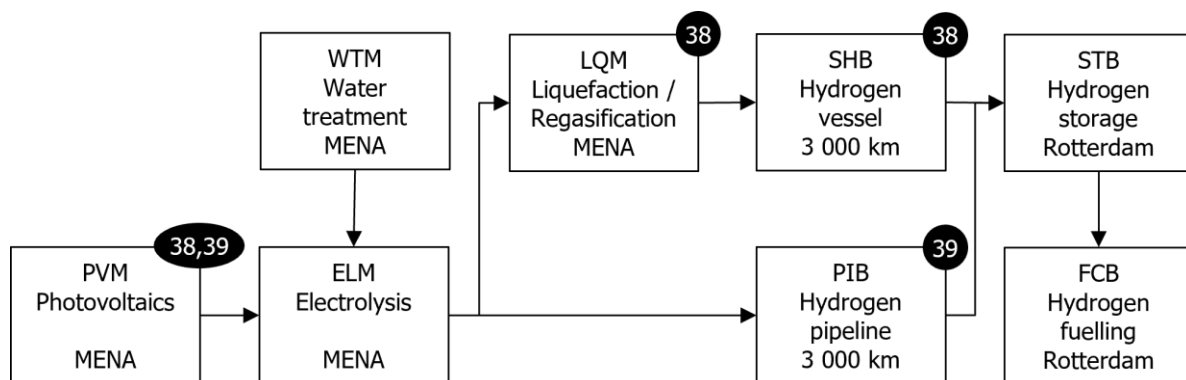 WTM
Water
treatment
MENA
38
LQM
Liquefaction /
Regasification
MENA
38
SHB
Hydrogen
vessel
3 000 km
STB
Hydrogen
storage
Rotterdam
38,39
PVM
Photovoltaics
MENA
ELM
Electrolysis
MENA
39
PIB
Hydrogen
pipeline
3 000 km
FCB
Hydrogen
fuelling
Rotterdam